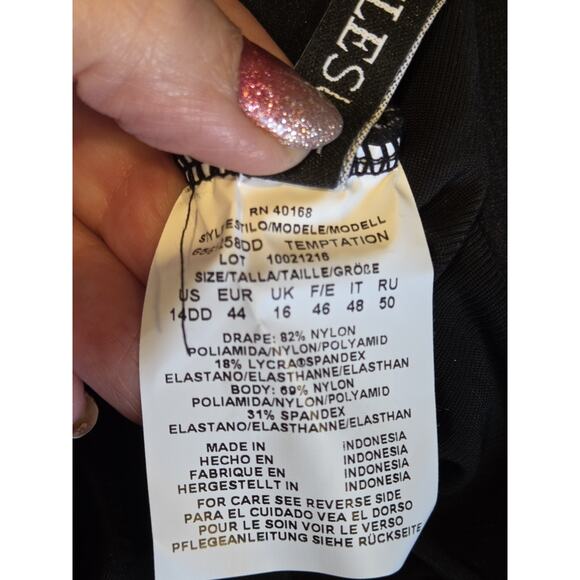 LES
RN 40168
STYLE/ESTILO/MODELE/MODELL
TEMPTATION
LOT 10021216
SIZE/TALLA/TAILLE/GRÖßE
US EUR UK F/E IT RU
14DD 44 16 46 48 50
DRAPE: 82% NYLON
POLIAMIDA/NYLON/POLYAMID
18% LYCRA®SPANDEX
ELASTANO/ELASTHANNE/ELASTHAN
BODY: 69% NYLON
POLIAMIDA/NYLON/POLYAMID
31% SPANDEX
ELASTANO/ELASTHANNE/ELASTHAN
MADE IN INDONESIA
HECHO EN INDONESIA
FABRIQUE EN INDONESIA
HERGESTELLT IN INDONESIA
FOR CARE SEE REVERSE SIDE
PARA EL CUIDADO VEA EL DORSO
POUR LE SOIN VOIR LE VERSO
PFLEGEANLEITUNG SIEHE RÜCKSEITE